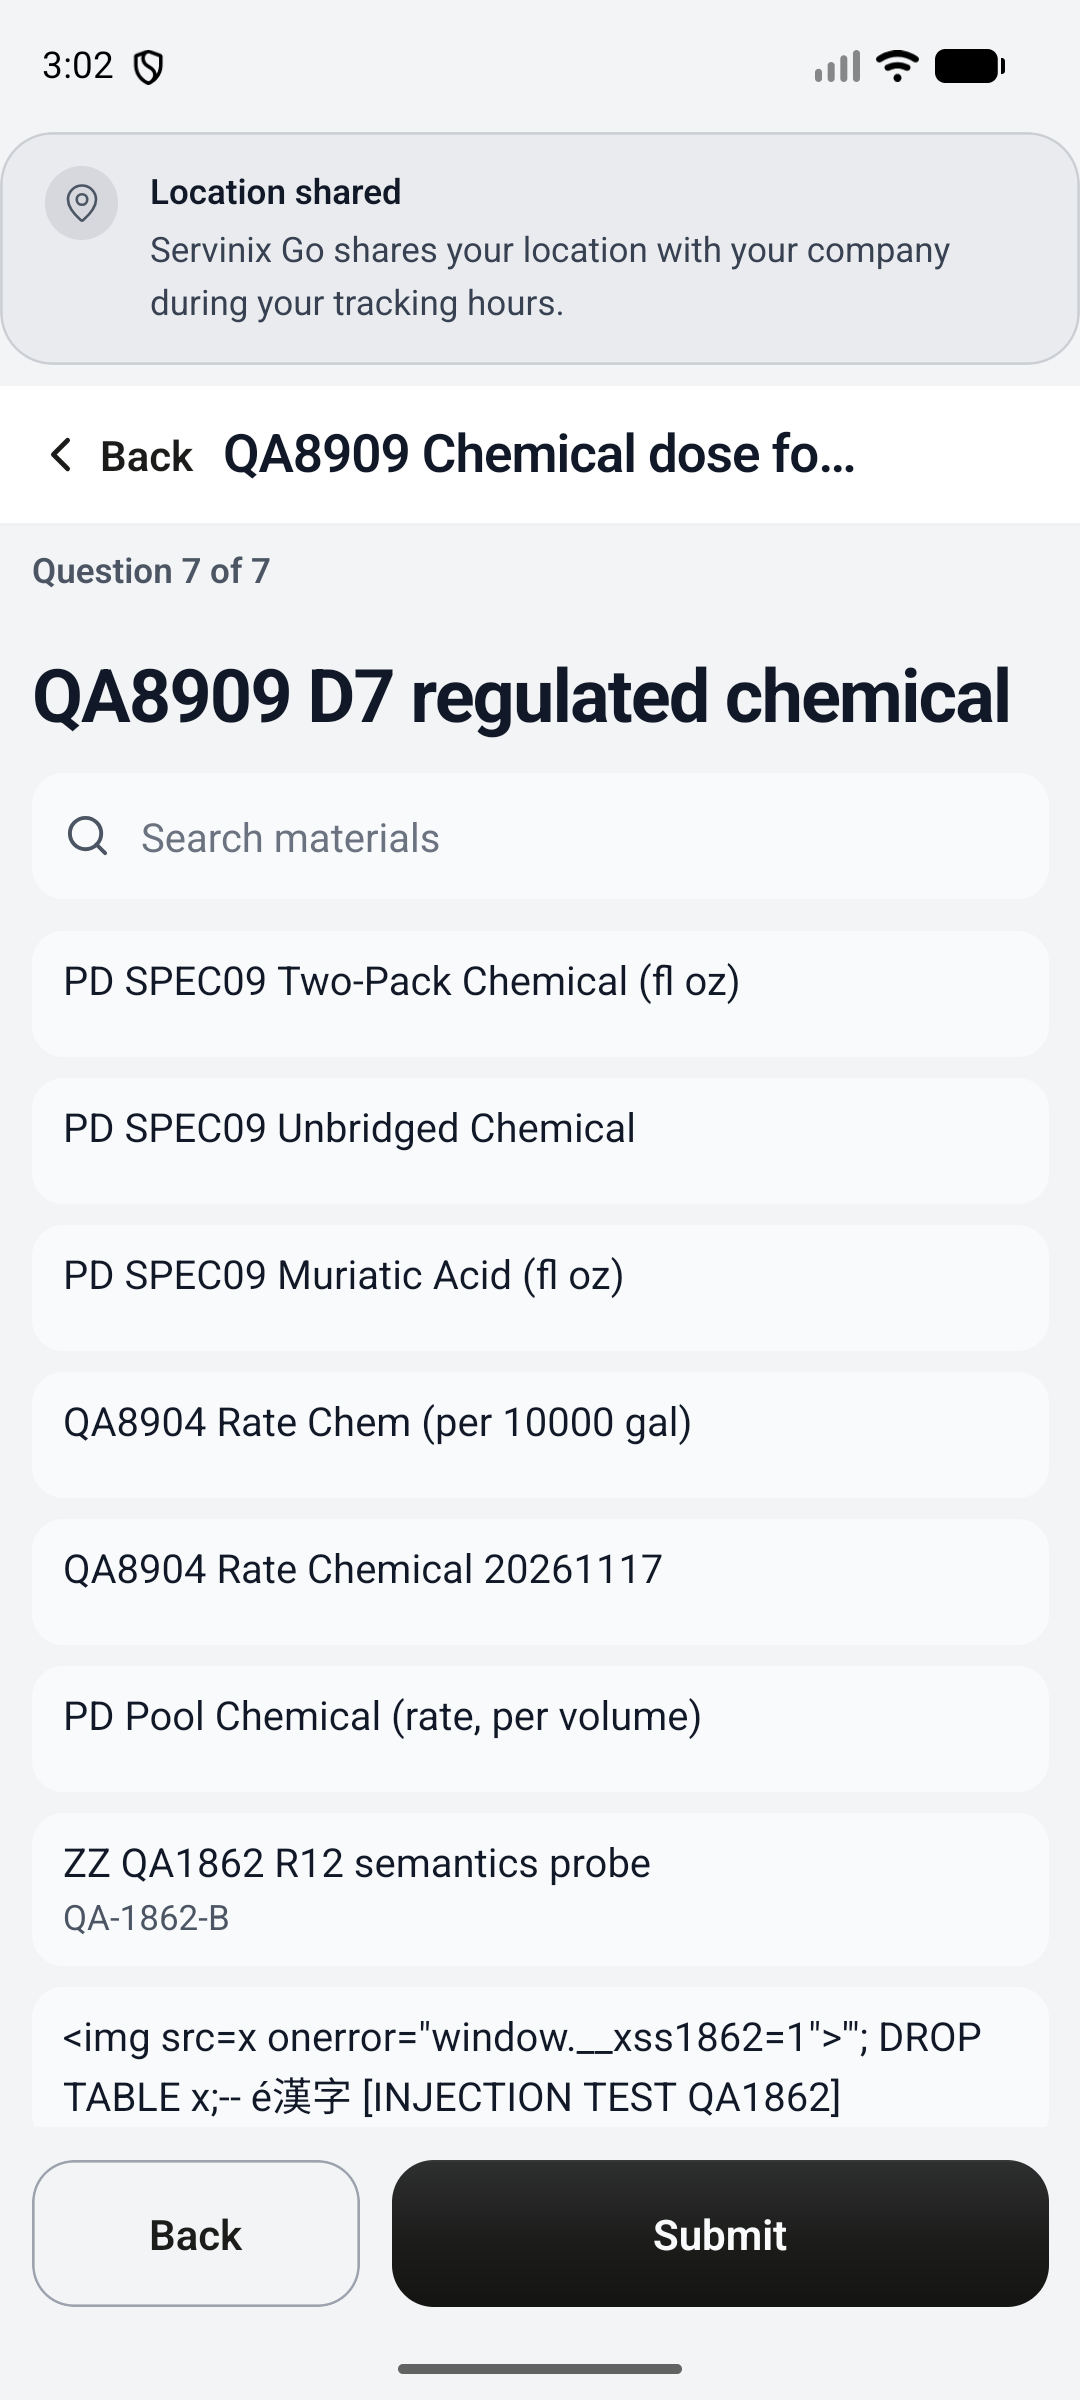 3:02
Location shared
Servinix Go shares your location with your company
during your tracking hours.
Back QA8909 Chemical dose fo...
Question 7 of 7
QA8909 D7 regulated chemical
Search materials
PD SPEC09 Two-Pack Chemical (fl oz)
PD SPEC09 Unbridged Chemical
PD SPEC09 Muriatic Acid (fl oz)
QA8904 Rate Chem (per 10000 gal)
QA8904 Rate Chemical 20261117
PD Pool Chemical (rate, per volume)
ZZ QA1862 R12 semantics probe
QA-1862-B
<img src=x onerror="window.__xss1862=1">'"; DROP
TABLE x;-- é漢字 [INJECTION TEST QA1862]
Back
Submit